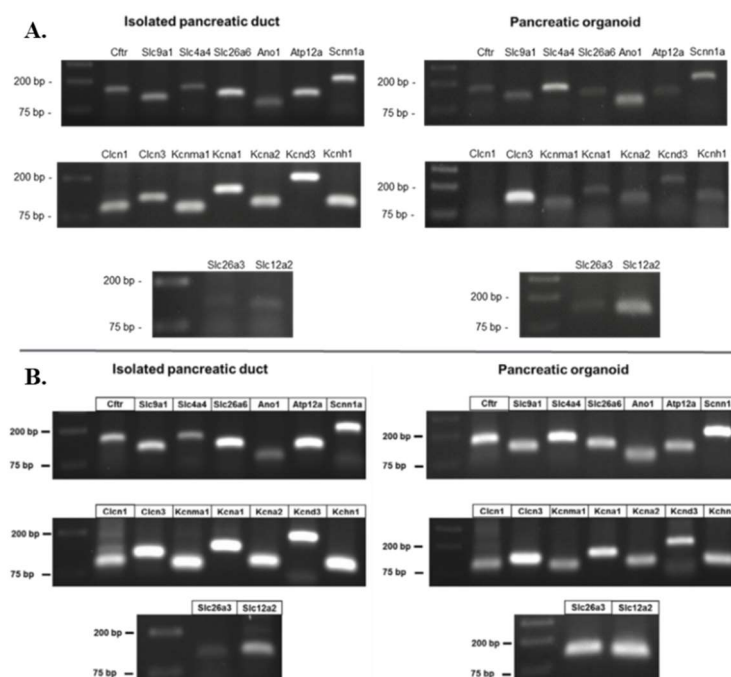 A.
Isolated pancreatic duct
Cftr Slc9a1 Slc4a4 Slc26a6 Ano1 Atp12a Scnn1a
200 bp -
75 bp -
Clcn1 Clcn3 Kcnma1 Kcna1 Kcna2 Kcnd3 Kcnh1
200 -
75 bp -
Slc26a3 Slc12a2
200 bp -
75 bp -
Pancreatic organoid
Cftr Slc9a1 Slc4a4 Slc26a6 Ano1 Atp12a Scnn1a
200 bp -
75 bp -
Clcn1 Clcn3 Kcnma1 Kcna1 Kcna2 Kcnd3 Kcnh1
200 bp -
75 bp -
Slc26a3 Slc12a2
200 bp -
75 bp -
B.
Isolated pancreatic duct
Cftr Slc9a1 Slc4a4 Slc26a6 Ano1 Atp12a Scnn1a
200 bp
75 bp
Clcn1 Clcn3 Kcnma1 Kcna1 Kcna2 Kcnd3 Kchn1
200 bp
75 bp
Slc26a3 Slc12a2
200 bp
75 bp
Pancreatic organoid
Cftr Slc9a1 Slc4a4 Slc26a6 Ano1 Atp12a Scnn1a
200 bp
75 bp
Clcn1 Clcn3 Kcnma1 Kcna1 Kcna2 Kcnd3 Kchn1
200 bp
75 bp
Slc26a3 Slc12a2
200 bp
75 bp